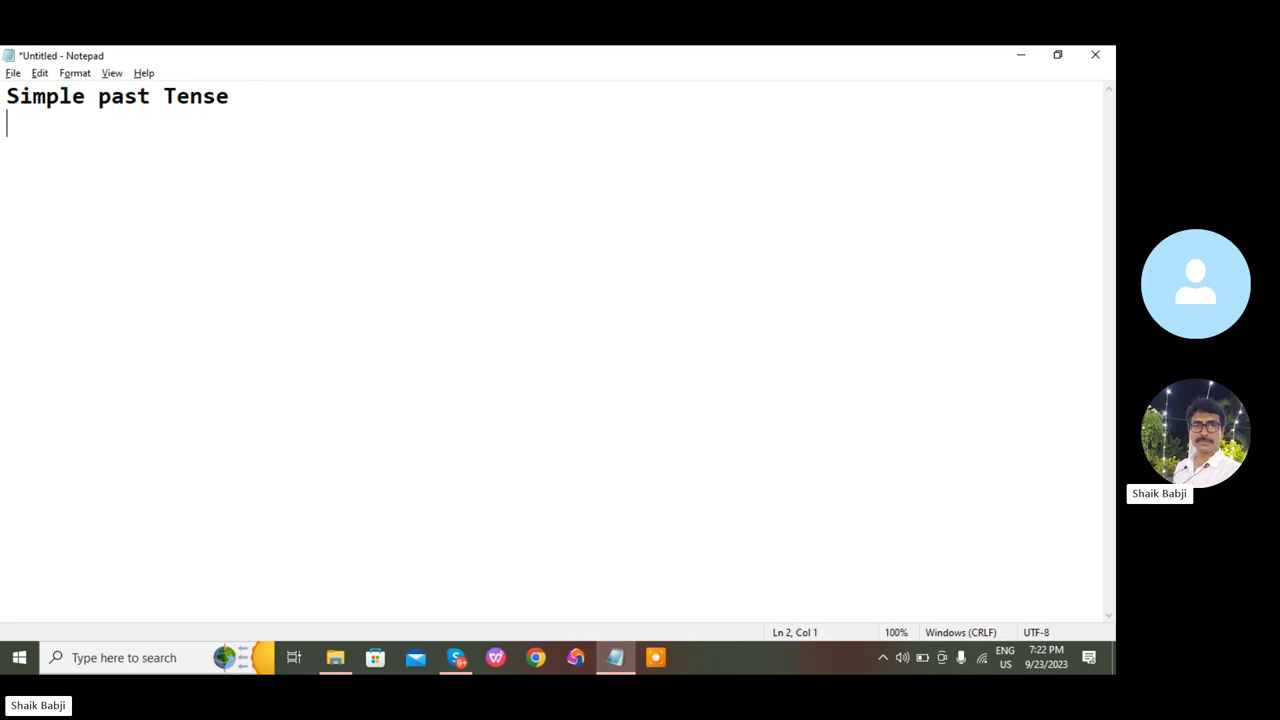 *Untitled - Notepad
File Edit Format View Help
Simple past Tense
Shaik Babji
Ln 2, Col 1 100% Windows (CRLF) UTF-8
Type here to search
9+
ENG
US
7:22 PM
9/23/2023
Shaik Babji